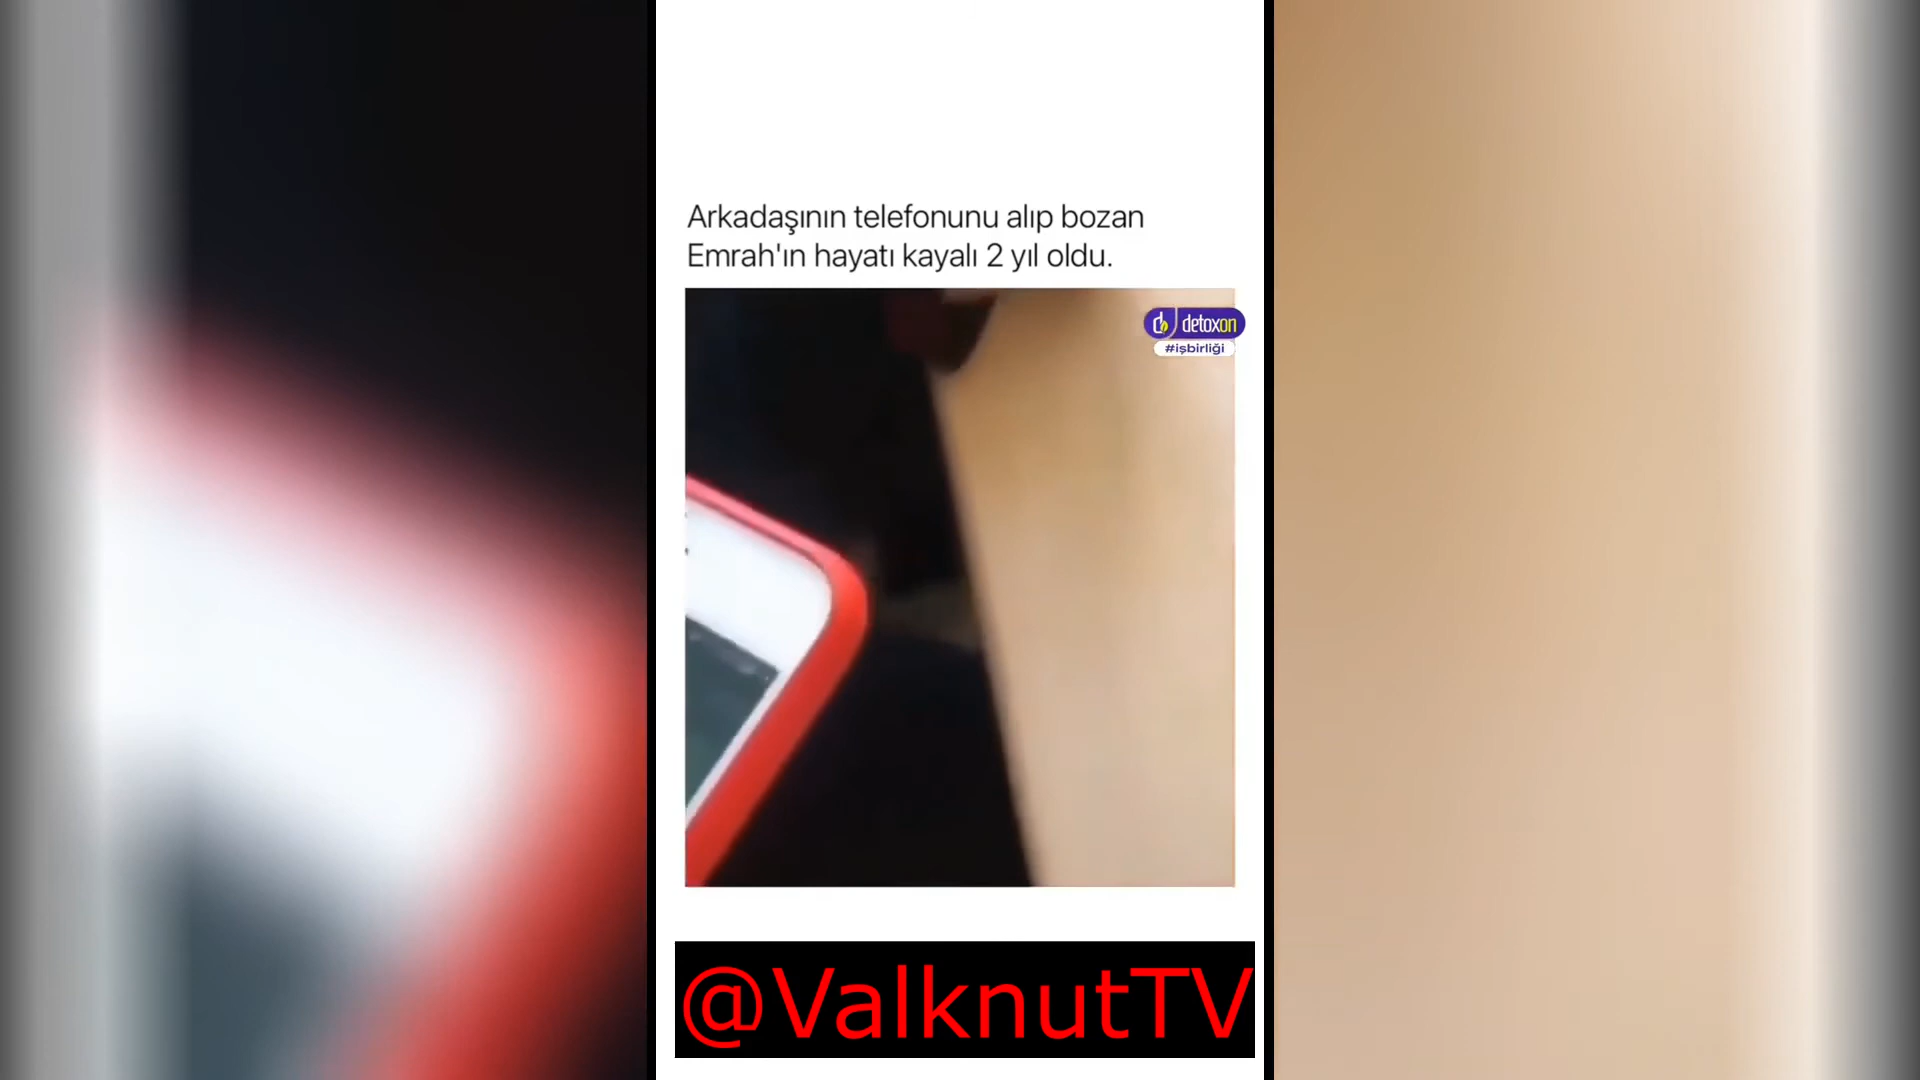 Arkadaşının telefonunu alıp bozan
Emrah'ın hayatı kayalı 2 yıl oldu.
detoxon
#işbirliği
@ValknutTV